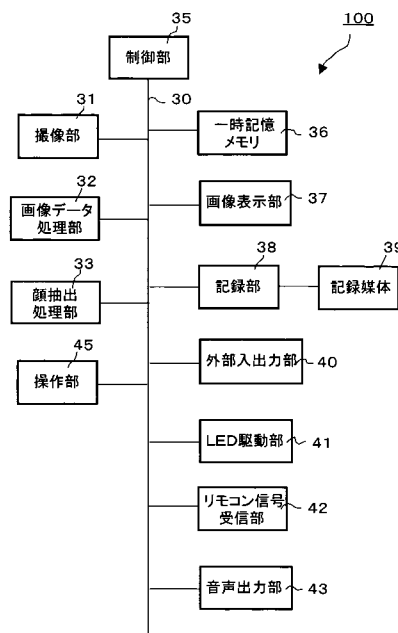 100
35
制御部
30
31
撮像部
一時記憶
メモリ
36
32
画像データ
処理部
画像表示部
37
33
顔抽出
処理部
38
記録部
39
記録媒体
45
操作部
外部入出力部
40
LED駆動部
41
リモコン信号
受信部
42
音声出力部
43